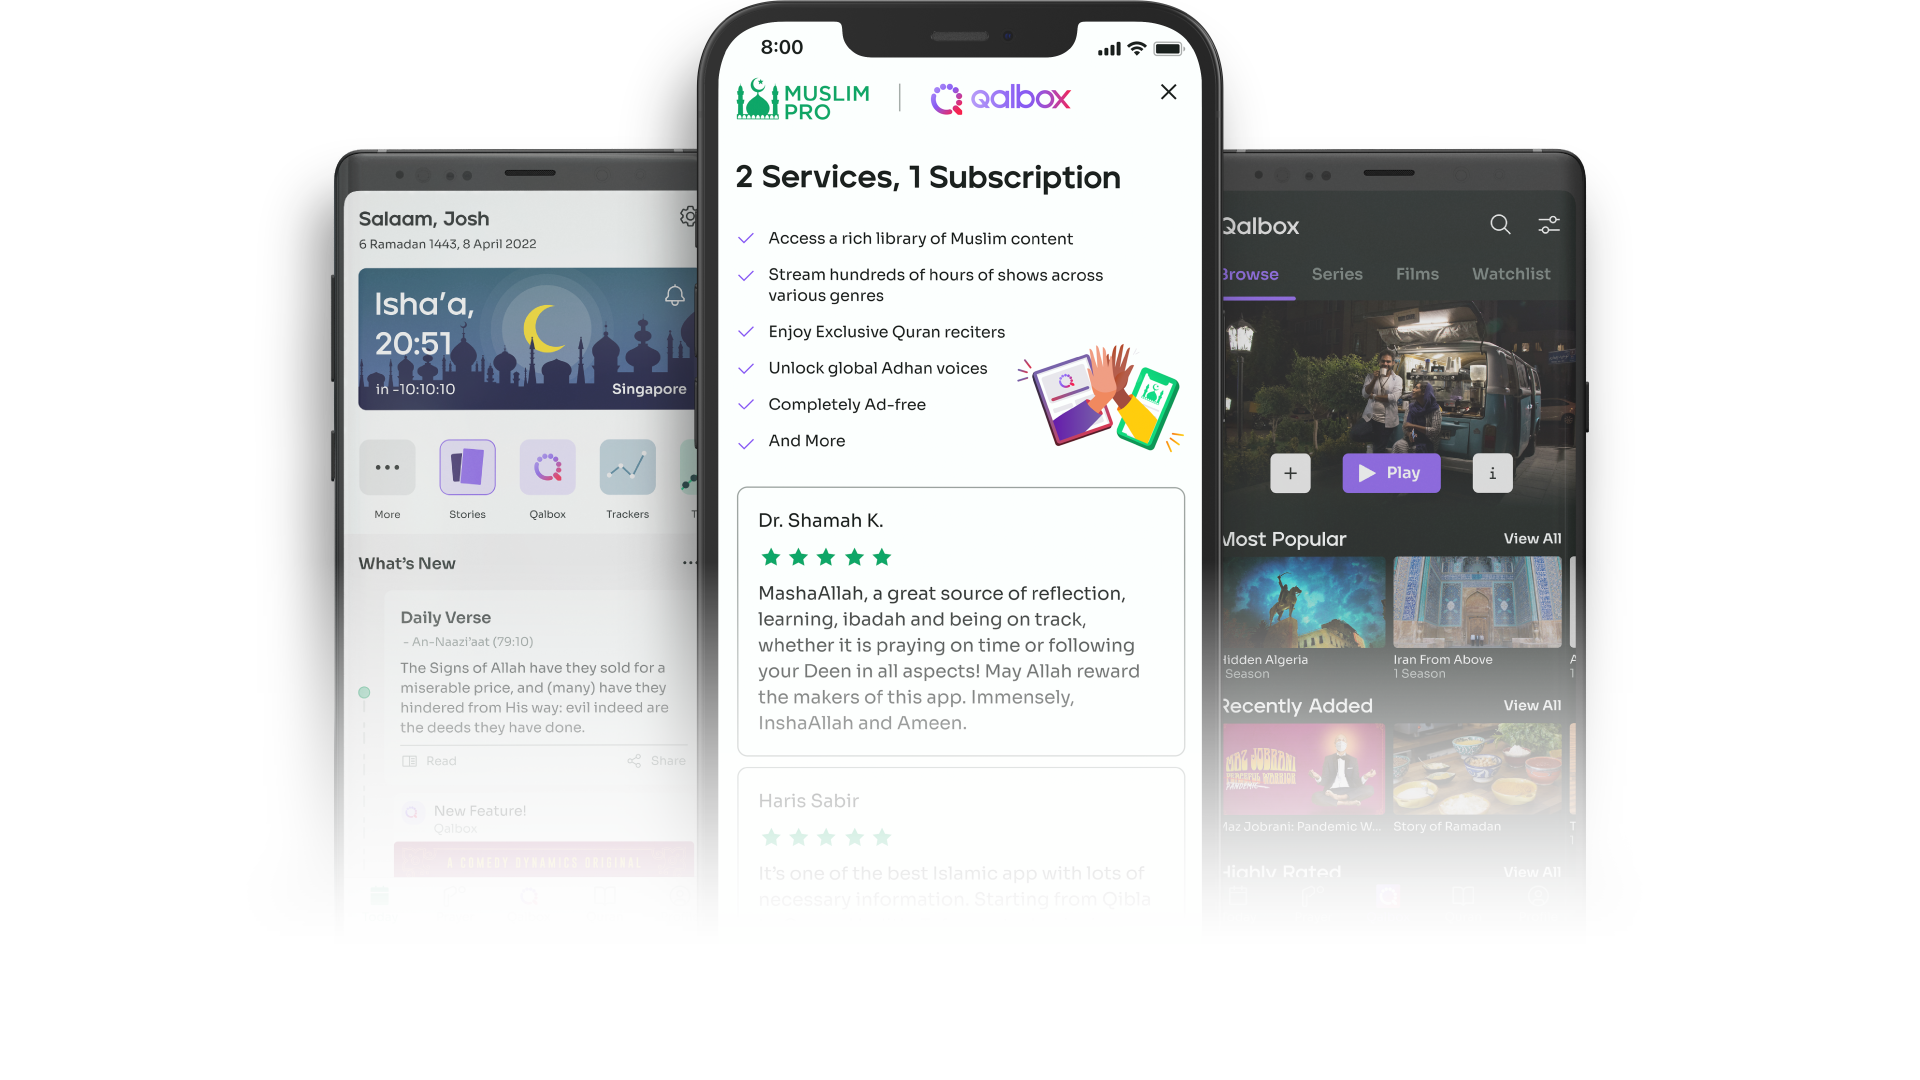 Salaam, Josh
6 Ramadan 1443, 8 April 2022
Isha’a,
20:51
in -10:10:10
Singapore
More
Stories
Qalbox
Trackers
T
What’s New
Daily Verse
- An-Naazi’aat (79:10)
The Signs of Allah have they sold for a
miserable price, and (many) have they
hindered from His way: evil indeed are
the deeds they have done.
Read
Share
New Feature!
Qalbox
A COMEDY DYNAMICS ORIGINAL
8:00
MUSLIM
PRO
Qalbox
2 Services, 1 Subscription
Access a rich library of Muslim content
Stream hundreds of hours of shows across
various genres
Enjoy Exclusive Quran reciters
Unlock global Adhan voices
Completely Ad-free
And More
Dr. Shamah K.
MashaAllah, a great source of reflection,
learning, ibadah and being on track,
whether it is praying on time or following
your Deen in all aspects! May Allah reward
the makers of this app. Immensely,
InshaAllah and Ameen.
Haris Sabir
It’s one of the best Islamic app with lots of
necessary information. Starting from Qibla
Qalbox
Browse
Series
Films
Watchlist
Play
Most Popular
View All
Hidden Algeria
Season
Iran From Above
1 Season
A
1
Recently Added
View All
MAZ JOBRANI
PEACEFUL WARRIOR
PANDEMIC
Maz Jobrani: Pandemic W...
Story of Ramadan
T
1
Highly Rated
View All